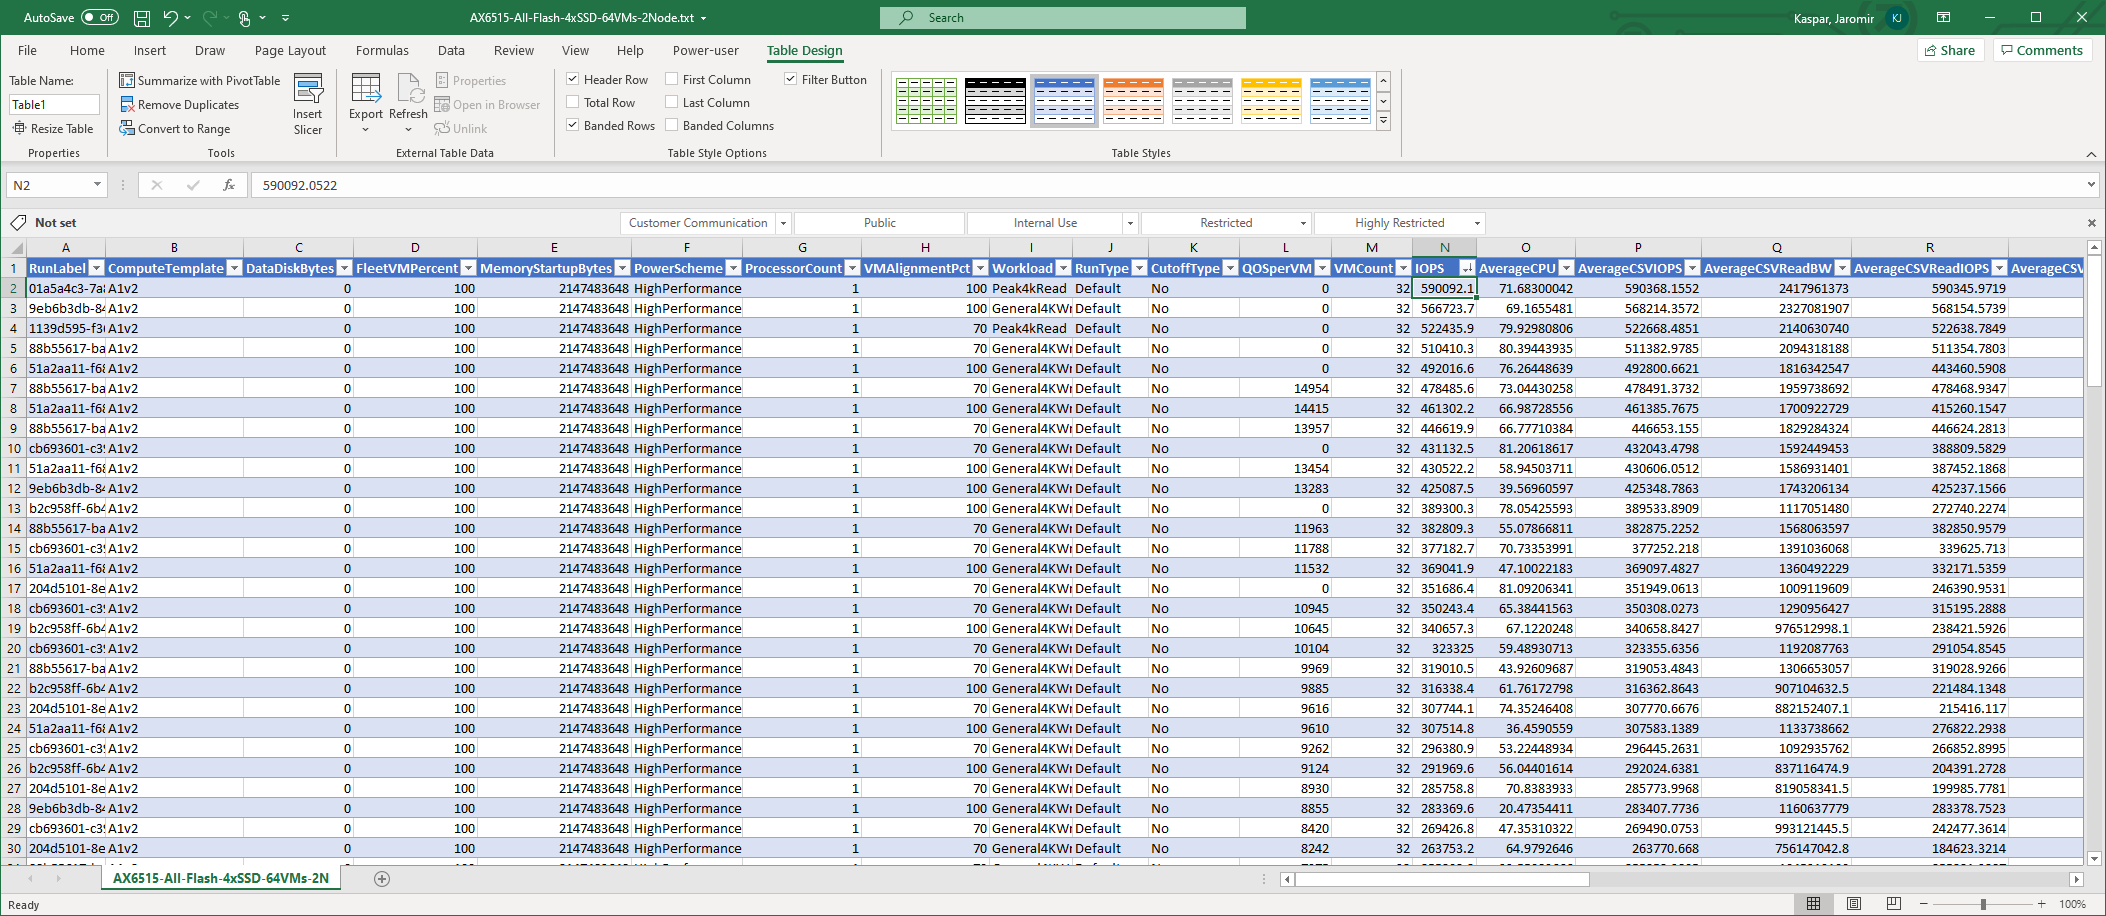 AutoSave Off AX6515-All-Flash-4xSSD-64VMs-2Node.txt Search Kaspar, Jaromir KJ
File Home Insert Draw Page Layout Formulas Data Review View Help Power-user Table Design Share Comments
Table Name:
Table1
Resize Table
Properties
Summarize with PivotTable
Remove Duplicates
Convert to Range
Insert Slicer
Tools
Export Refresh
Properties
Open in Browser
Unlink
External Table Data
Header Row First Column Filter Button
Total Row Last Column
Banded Rows Banded Columns
Table Style Options
Table Styles
N2 fx 590092.0522
Not set Customer Communication Public Internal Use Restricted Highly Restricted
A B C D E F G H I J K L M N O P Q R
1 RunLabel ComputeTemplate DataDiskBytes FleetVMPercent MemoryStartupBytes PowerScheme ProcessorCount VMAlignmentPct Workload RunType CutoffType QOSperVM VMCount IOPS AverageCPU AverageCSVIOPS AverageCSVReadBW AverageCSVReadIOPS AverageCSV
2 01a5a4c3-7a A1v2 0 100 2147483648 HighPerformance 1 100 Peak4kRead Default No 0 32 590092.1 71.68300042 590368.1552 2417961373 590345.9719
3 9eb6b3db-84 A1v2 0 100 2147483648 HighPerformance 1 100 General4KW Default No 0 32 566723.7 69.1655481 568214.3572 2327081907 568154.5739
4 1139d595-f3 A1v2 0 100 2147483648 HighPerformance 1 70 Peak4kRead Default No 0 32 522435.9 79.92980806 522668.4851 2140630740 522638.7849
5 88b55617-ba A1v2 0 100 2147483648 HighPerformance 1 70 General4KW Default No 0 32 510410.3 80.39443935 511382.9785 2094318188 511354.7803
6 51a2aa11-f68 A1v2 0 100 2147483648 HighPerformance 1 100 General4KW Default No 0 32 492016.6 76.26448639 492800.6621 1816342547 443460.5908
7 88b55617-ba A1v2 0 100 2147483648 HighPerformance 1 70 General4KW Default No 14954 32 478485.6 73.04430258 478491.3732 1959738692 478468.9347
8 51a2aa11-f68 A1v2 0 100 2147483648 HighPerformance 1 100 General4KW Default No 14415 32 461302.2 66.98728556 461385.7675 1700922729 415260.1547
9 88b55617-ba A1v2 0 100 2147483648 HighPerformance 1 70 General4KW Default No 13957 32 446619.9 66.77710384 446653.155 1829284324 446624.2813
10 cb693601-c39 A1v2 0 100 2147483648 HighPerformance 1 70 General4KW Default No 0 32 431132.5 81.20618617 432043.4798 1592449453 388809.5829
11 51a2aa11-f68 A1v2 0 100 2147483648 HighPerformance 1 100 General4KW Default No 13454 32 430522.2 58.94503711 430606.0512 1586931401 387452.1868
12 9eb6b3db-84 A1v2 0 100 2147483648 HighPerformance 1 100 General4KW Default No 13283 32 425087.5 39.56960597 425348.7863 1743206134 425237.1566
13 b2c958ff-6b4 A1v2 0 100 2147483648 HighPerformance 1 100 General4KW Default No 0 32 389300.3 78.05425593 389533.8909 1117051480 272740.2274
14 88b55617-ba A1v2 0 100 2147483648 HighPerformance 1 70 General4KW Default No 11963 32 382809.3 55.07866811 382875.2252 1568063597 382850.9579
15 cb693601-c39 A1v2 0 100 2147483648 HighPerformance 1 70 General4KW Default No 11788 32 377182.7 70.73353991 377252.218 1391036068 339625.713
16 51a2aa11-f68 A1v2 0 100 2147483648 HighPerformance 1 100 General4KW Default No 11532 32 369041.9 47.10022183 369097.4827 1360492229 332171.5359
17 204d5101-8e A1v2 0 100 2147483648 HighPerformance 1 70 General4KW Default No 0 32 351686.4 81.09206341 351949.0613 1009119609 246390.9531
18 cb693601-c39 A1v2 0 100 2147483648 HighPerformance 1 70 General4KW Default No 10945 32 350243.4 65.38441563 350308.0273 1290956427 315195.2888
19 b2c958ff-6b4 A1v2 0 100 2147483648 HighPerformance 1 100 General4KW Default No 10645 32 340657.3 67.1220248 340658.8427 976512998.1 238421.5926
20 cb693601-c39 A1v2 0 100 2147483648 HighPerformance 1 70 General4KW Default No 10104 32 323325 59.48930713 323355.6356 1192087763 291054.8545
21 88b55617-ba A1v2 0 100 2147483648 HighPerformance 1 70 General4KW Default No 9969 32 319010.5 43.92609687 319053.4843 1306653057 319028.9266
22 b2c958ff-6b4 A1v2 0 100 2147483648 HighPerformance 1 100 General4KW Default No 9885 32 316338.4 61.76172798 316362.8643 907104632.5 221484.1348
23 204d5101-8e A1v2 0 100 2147483648 HighPerformance 1 70 General4KW Default No 9616 32 307744.1 74.35246408 307770.6676 882152407.1 215416.117
24 51a2aa11-f68 A1v2 0 100 2147483648 HighPerformance 1 100 General4KW Default No 9610 32 307514.8 36.4590559 307583.1389 1133738662 276822.2938
25 cb693601-c39 A1v2 0 100 2147483648 HighPerformance 1 70 General4KW Default No 9262 32 296380.9 53.22448934 296445.2631 1092935762 266852.8995
26 b2c958ff-6b4 A1v2 0 100 2147483648 HighPerformance 1 100 General4KW Default No 9124 32 291969.6 56.04401614 292024.6381 837116474.9 204391.2728
27 204d5101-8e A1v2 0 100 2147483648 HighPerformance 1 70 General4KW Default No 8930 32 285758.8 70.8383933 285773.9968 819058341.5 199985.7781
28 9eb6b3db-84 A1v2 0 100 2147483648 HighPerformance 1 100 General4KW Default No 8855 32 283369.6 20.47354411 283407.7736 1160637779 283378.7523
29 cb693601-c39 A1v2 0 100 2147483648 HighPerformance 1 70 General4KW Default No 8420 32 269426.8 47.35310322 269490.0753 993121445.5 242477.3614
30 204d5101-8e A1v2 0 100 2147483648 HighPerformance 1 70 General4KW Default No 8242 32 263753.2 64.9792646 263770.668 756147042.8 184623.3214
AX6515-All-Flash-4xSSD-64VMs-2N
Ready 100%